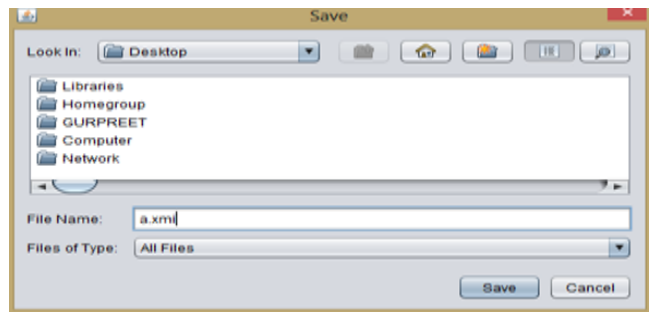 Save
Look In: Desktop
Libraries
Homegroup
GURPREET
Computer
Network
File Name: a.xmi
Files of Type: All Files
Save Cancel